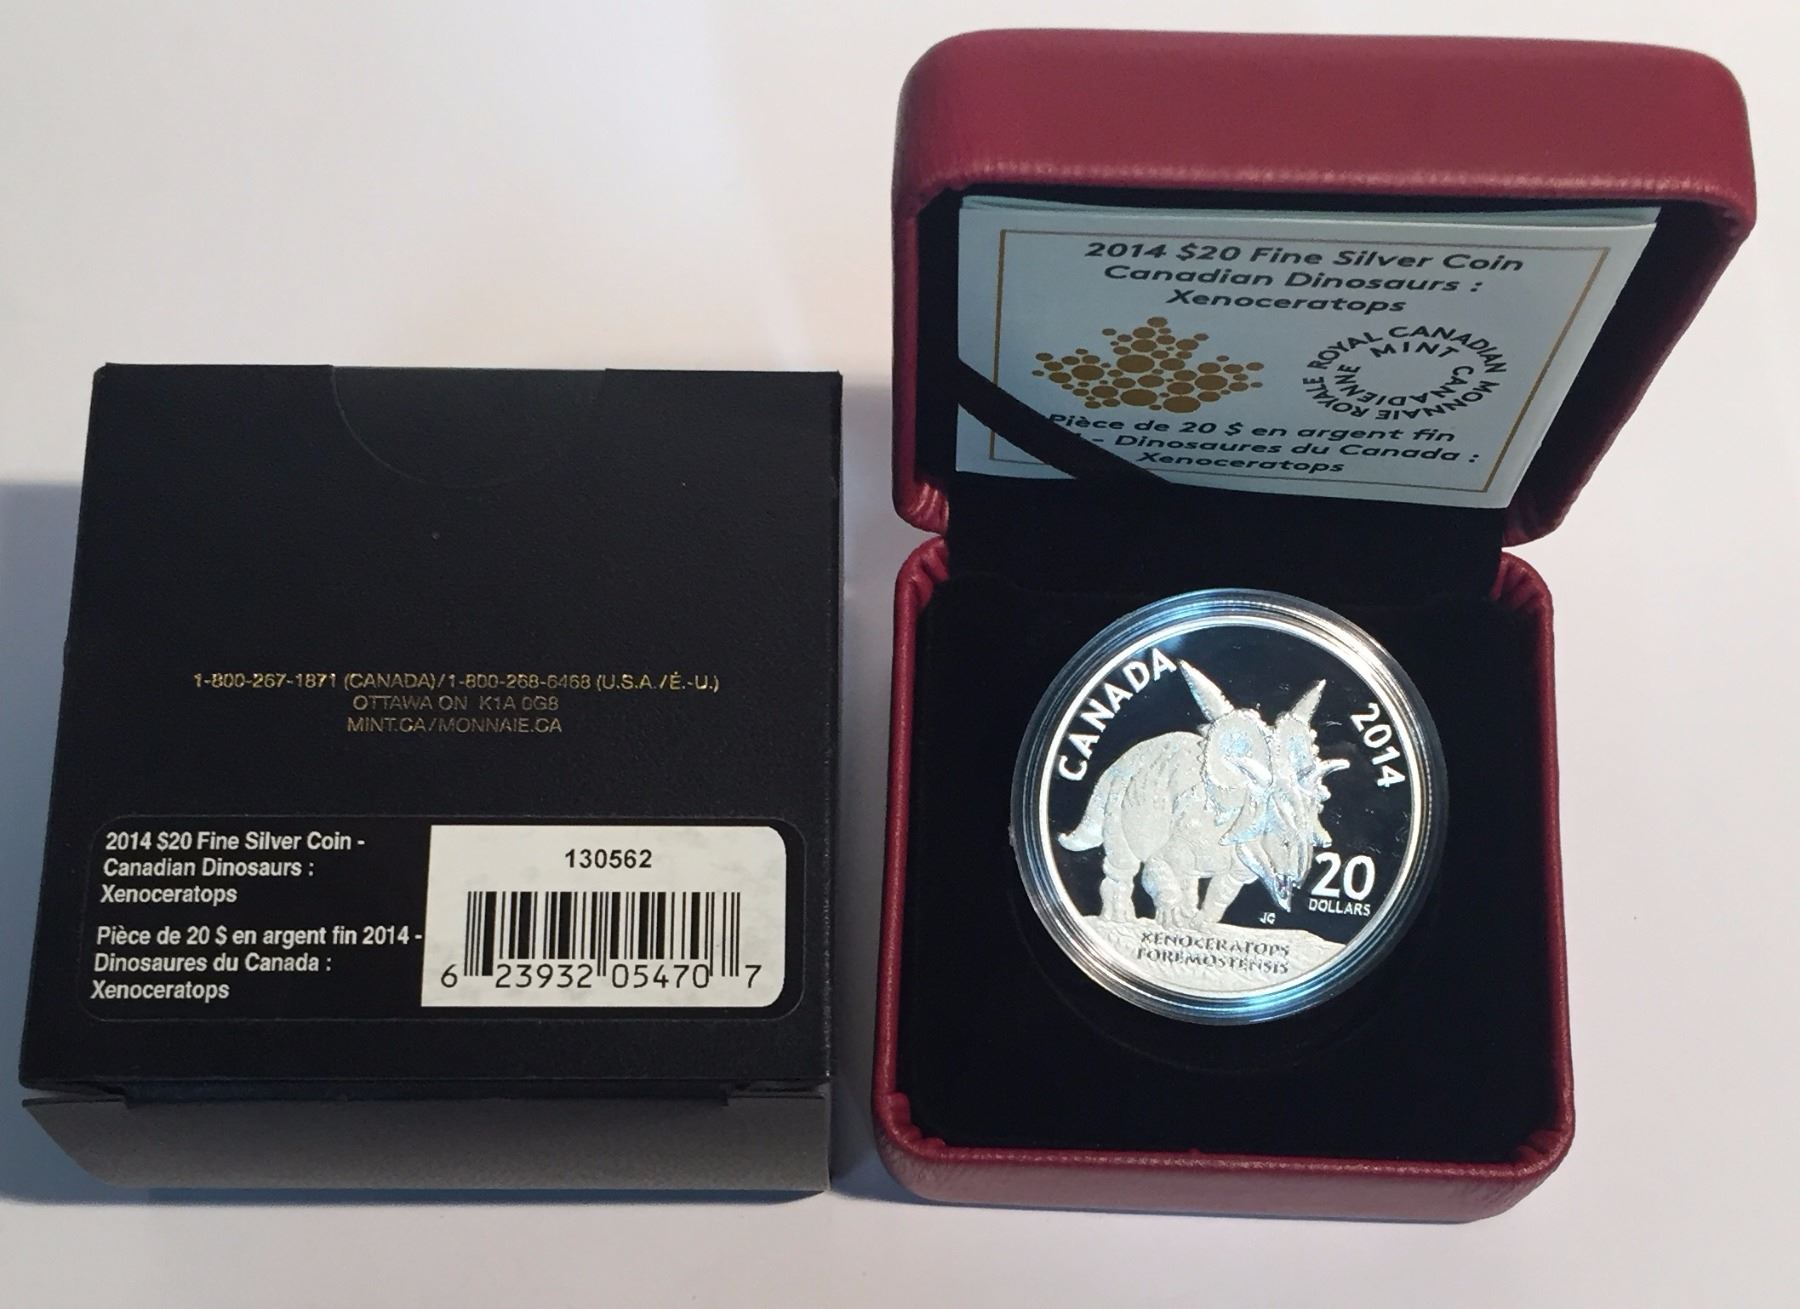 1-800-267-1871 (CANADA)/1-800-268-6468 (U.S.A./É.-U.)
OTTAWA ON K1A 0G8
MINT.CA/MONNAIE.CA
2014 $20 Fine Silver Coin -
Canadian Dinosaurs :
Xenoceratops
Pièce de 20 $ en argent fin 2014 -
Dinosaures du Canada :
Xenoceratops
130562
6 23932 05470 7
2014 $20 Fine Silver Coin
Canadian Dinosaurs :
Xenoceratops
ROYAL CANADIAN MINT
MONNAIE ROYALE CANADIENNE
Pièce de 20 $ en argent fin
- Dinosaures du Canada :
Xenoceratops
CANADA
2014
20
DOLLARS
JC
XENOCERATOPS
FOREMOSTENSIS